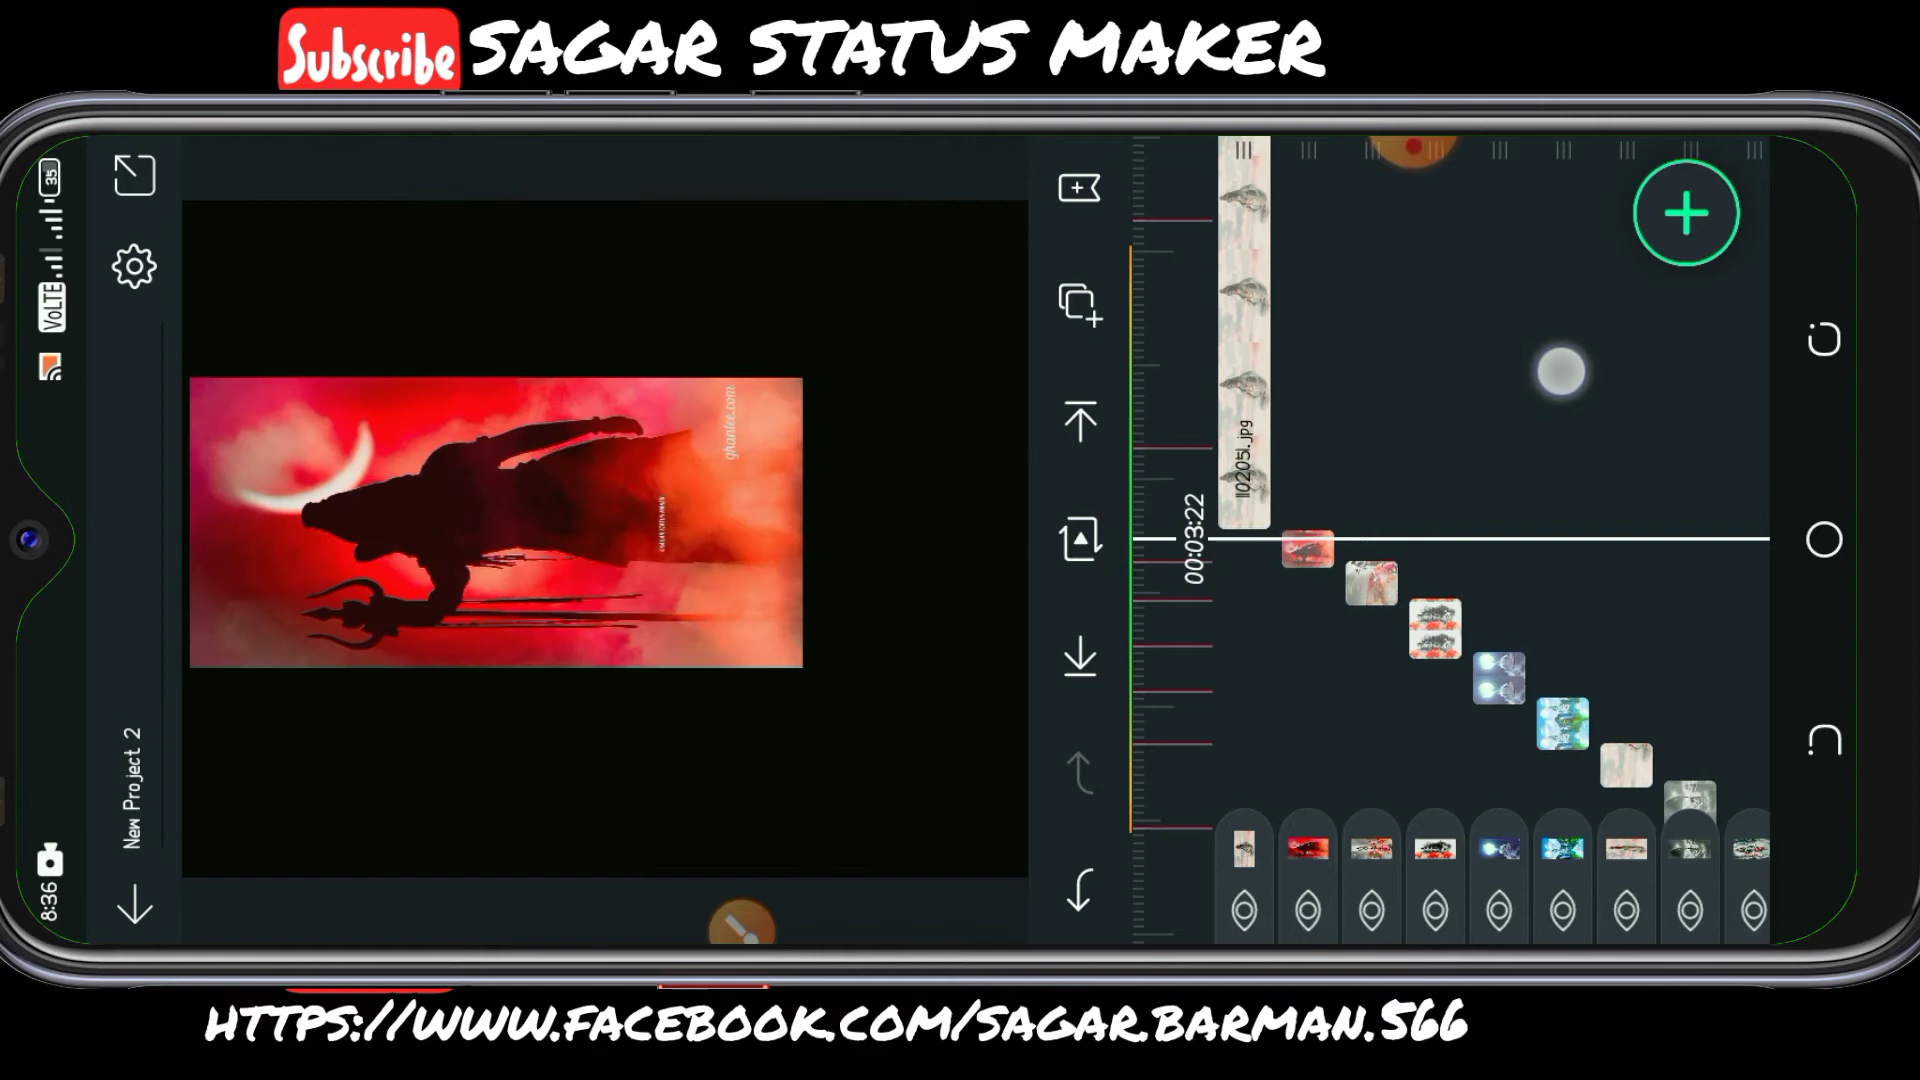 Subscribe SAGAR STATUS MAKER
8:36
VoLTE
35
New Project 2
ghantee.com
00:03:22
110205l.jpg
HTTPS://WWW.FACEBOOK.COM/SAGAR.BARMAN.566